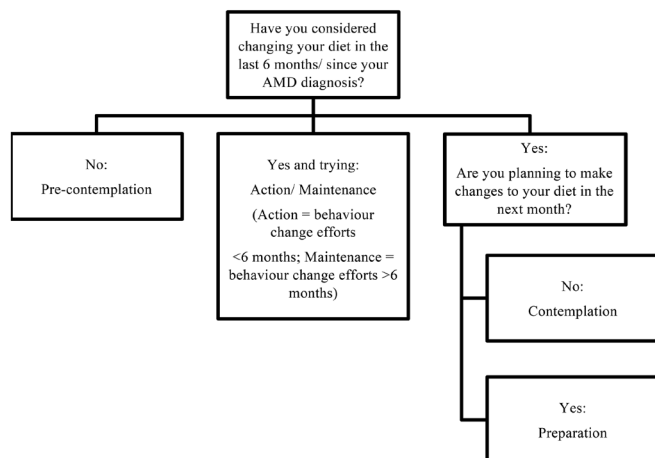 Have you considered
changing your diet in the
last 6 months/ since your
AMD diagnosis?
No:
Pre-contemplation
Yes and trying:
Action/ Maintenance
(Action = behaviour
change efforts
<6 months; Maintenance =
behaviour change efforts >6
months)
Yes:
Are you planning to make
changes to your diet in the
next month?
No:
Contemplation
Yes:
Preparation